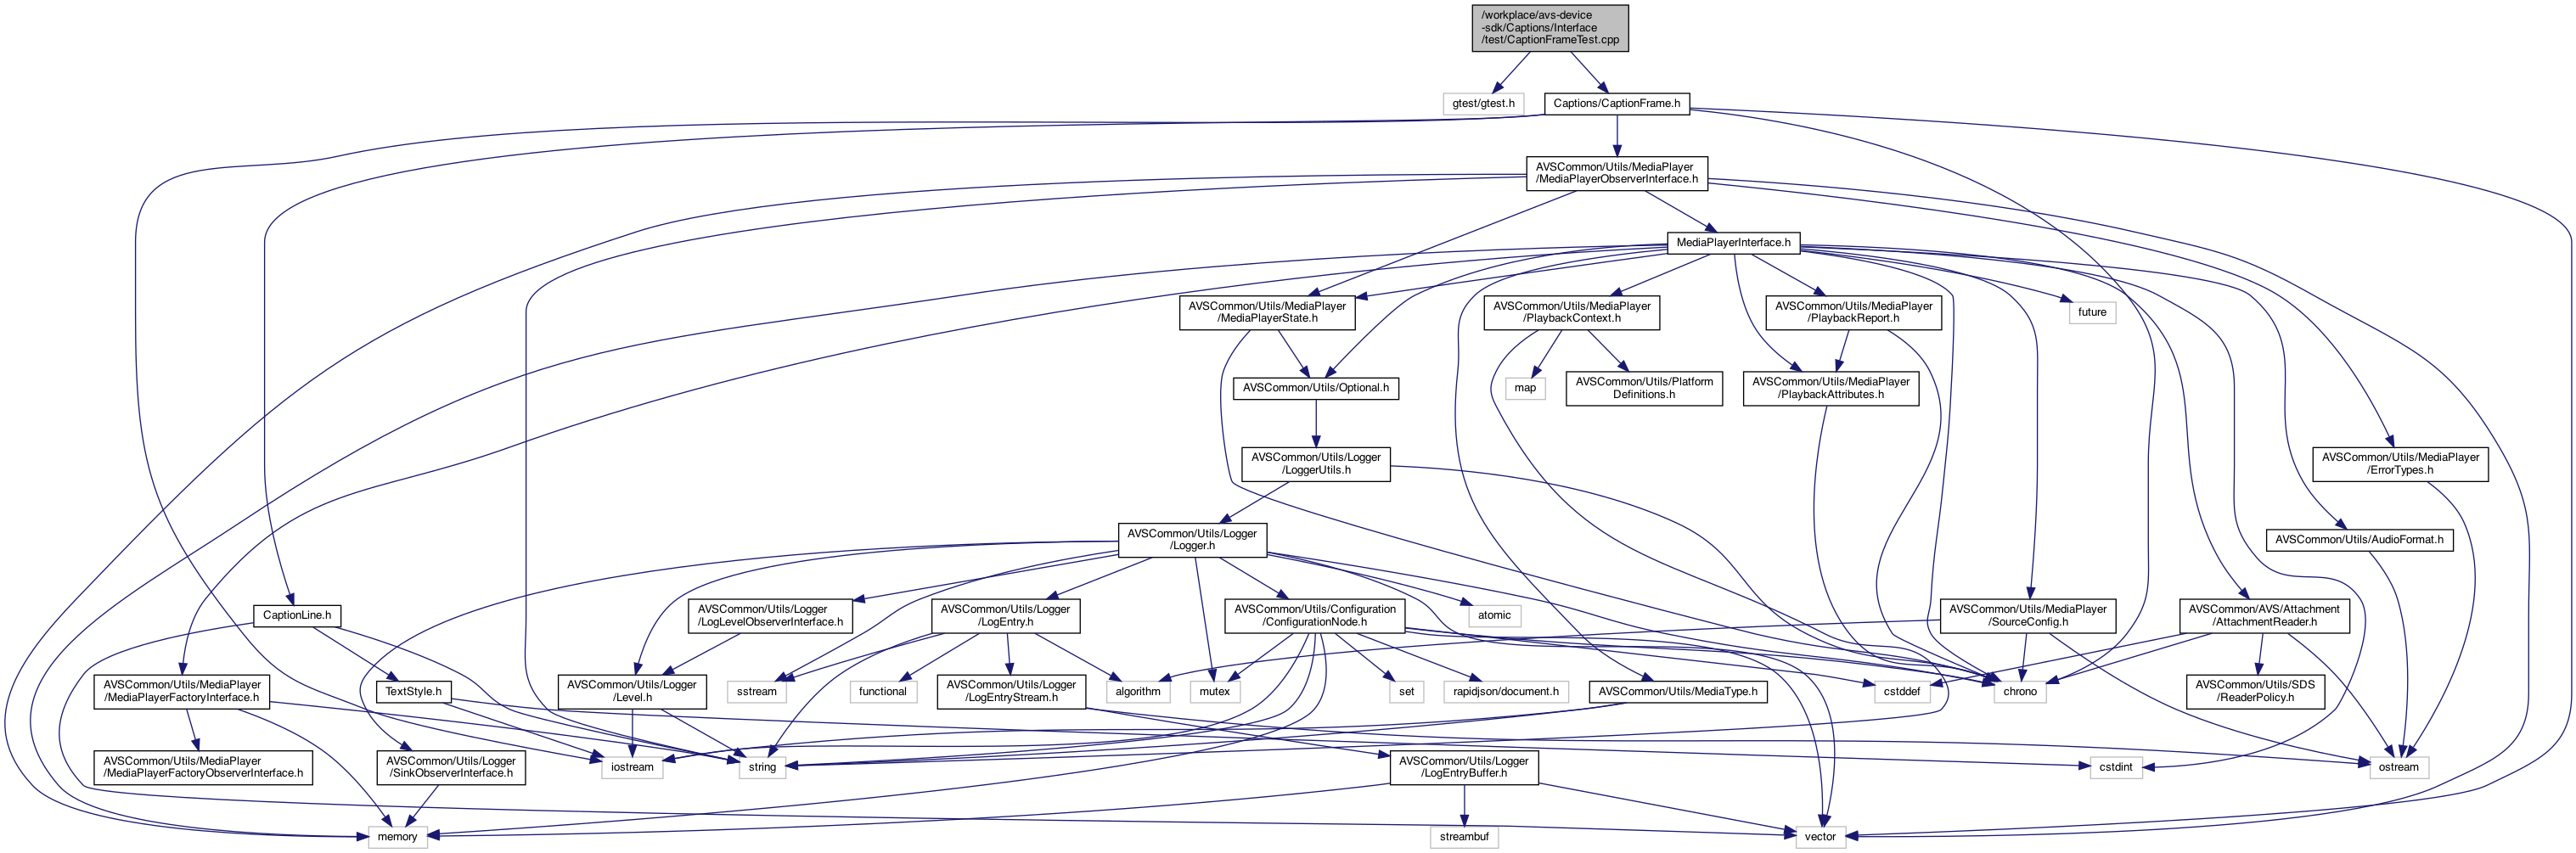 /workplace/avs-device
-sdk/Captions/Interface
/test/CaptionFrameTest.cpp
gtest/gtest.h
Captions/CaptionFrame.h
AVSCommon/Utils/MediaPlayer
/MediaPlayerObserverInterface.h
MediaPlayerInterface.h
AVSCommon/Utils/MediaPlayer
/MediaPlayerState.h
AVSCommon/Utils/MediaPlayer
/PlaybackContext.h
AVSCommon/Utils/MediaPlayer
/PlaybackReport.h
future
AVSCommon/Utils/Optional.h
map
AVSCommon/Utils/Platform
Definitions.h
AVSCommon/Utils/MediaPlayer
/PlaybackAttributes.h
AVSCommon/Utils/Logger
/LoggerUtils.h
AVSCommon/Utils/MediaPlayer
/ErrorTypes.h
AVSCommon/Utils/Logger
/Logger.h
AVSCommon/Utils/AudioFormat.h
CaptionLine.h
AVSCommon/Utils/Logger
/LogLevelObserverInterface.h
AVSCommon/Utils/Logger
/LogEntry.h
AVSCommon/Utils/Configuration
/ConfigurationNode.h
atomic
AVSCommon/Utils/MediaPlayer
/SourceConfig.h
AVSCommon/AVS/Attachment
/AttachmentReader.h
AVSCommon/Utils/MediaPlayer
/MediaPlayerFactoryInterface.h
TextStyle.h
AVSCommon/Utils/Logger
/Level.h
sstream
functional
AVSCommon/Utils/Logger
/LogEntryStream.h
algorithm
mutex
set
rapidjson/document.h
AVSCommon/Utils/MediaType.h
cstddef
chrono
AVSCommon/Utils/SDS
/ReaderPolicy.h
AVSCommon/Utils/MediaPlayer
/MediaPlayerFactoryObserverInterface.h
AVSCommon/Utils/Logger
/SinkObserverInterface.h
iostream
string
AVSCommon/Utils/Logger
/LogEntryBuffer.h
cstdint
ostream
memory
streambuf
vector